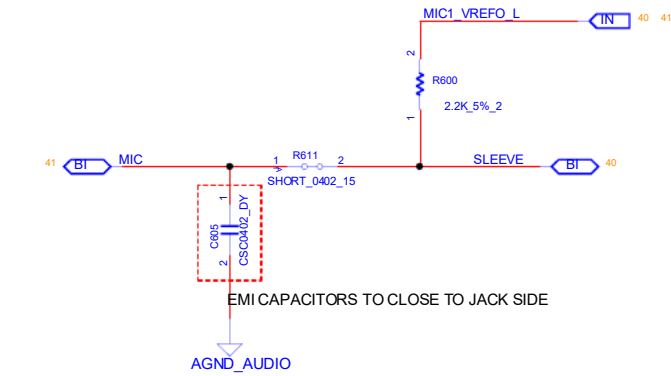 MIC1_VREFO_L
IN
40 41
2
R600
2.2K_5%_2
1
41
BI
MIC
1
R611
2
SLEEVE
BI
40
SHORT_0402_15
1
C605
CSC0402_DY
2
EMI CAPACITORS TO CLOSE TO JACK SIDE
AGND_AUDIO